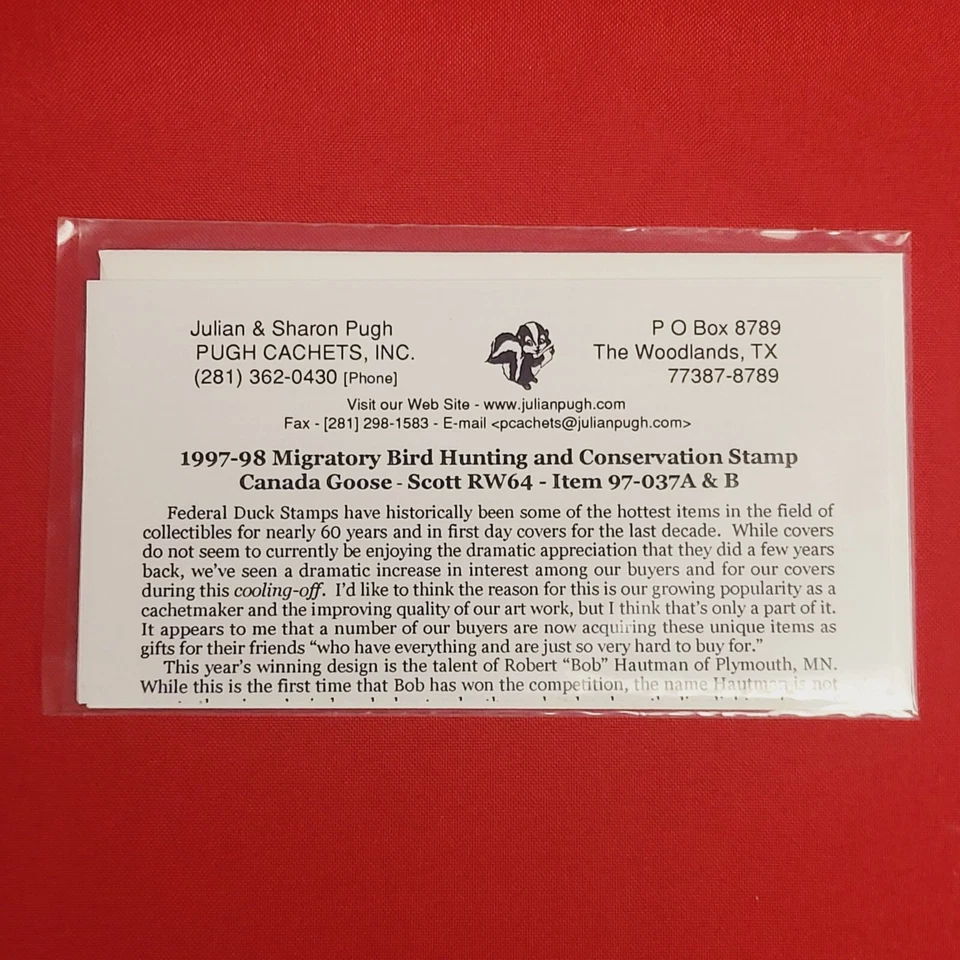 Julian & Sharon Pugh
PUGH CACHETS, INC.
(281) 362-0430 [Phone]
P O Box 8789
The Woodlands, TX
77387-8789
Visit our Web Site - www.julianpugh.com
Fax - [281] 298-1583 - E-mail <pcachets@julianpugh.com>
1997-98 Migratory Bird Hunting and Conservation Stamp
Canada Goose - Scott RW64 - Item 97-037A & B
Federal Duck Stamps have historically been some of the hottest items in the field of
collectibles for nearly 60 years and in first day covers for the last decade. While covers
do not seem to currently be enjoying the dramatic appreciation that they did a few years
back, we've seen a dramatic increase in interest among our buyers and for our covers
during this cooling-off. I'd like to think the reason for this is our growing popularity as a
cachetmaker and the improving quality of our art work, but I think that's only a part of it.
It appears to me that a number of our buyers are now acquiring these unique items as
gifts for their friends “who have everything and are just so very hard to buy for.”
This year's winning design is the talent of Robert “Bob” Hautman of Plymouth, MN.
While this is the first time that Bob has won the competition, the name Hautman is not